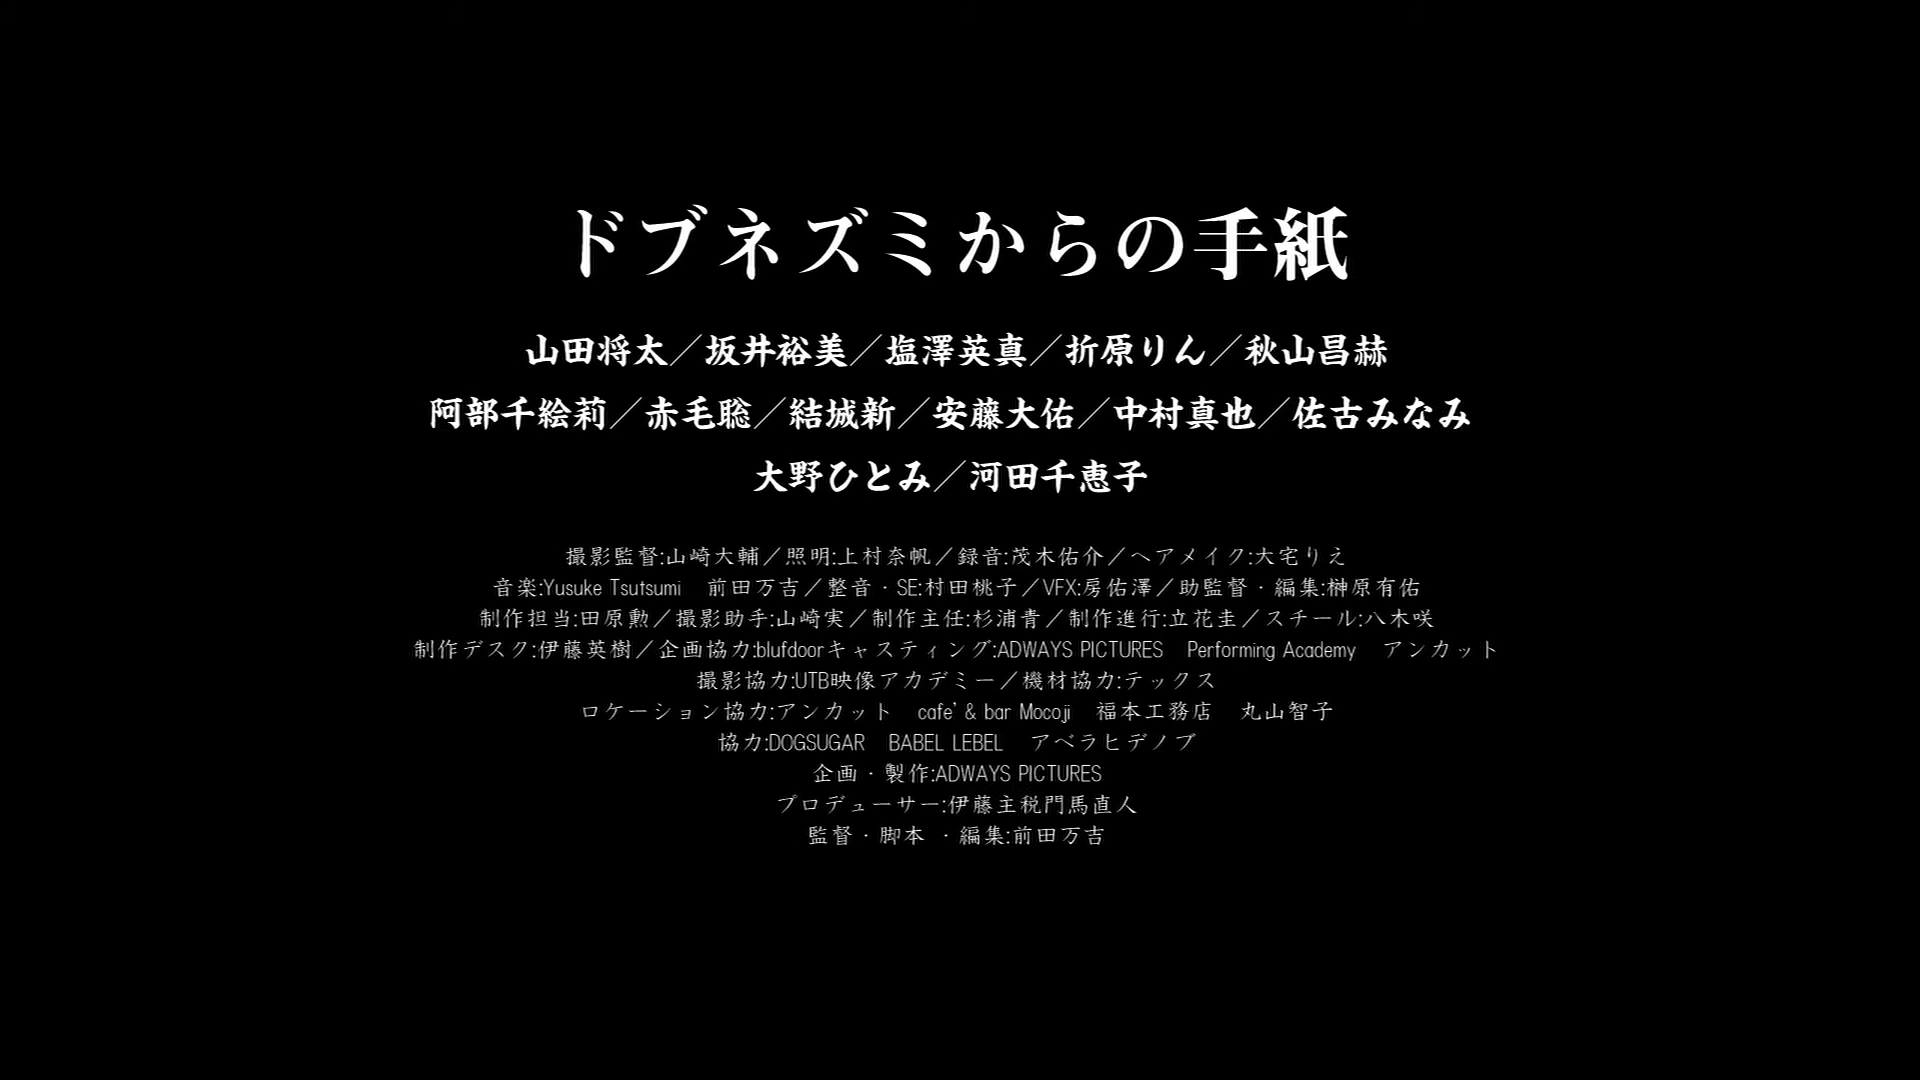 ドブネズミからの手紙
山田将太／坂井裕美／塩澤英真／折原りん／秋山昌赫
阿部千絵莉／赤毛聡／結城新／安藤大佑／中村真也／佐古みなみ
大野ひとみ／河田千恵子
撮影監督:山崎大輔／照明:上村奈帆／録音:茂木佑介／ヘアメイク:大宅りえ
音楽:Yusuke Tsutsumi　前田万吉／整音・SE:村田桃子／VFX:房佑澤／助監督・編集:榊原有佑
制作担当:田原勲／撮影助手:山崎実／制作主任:杉浦青／制作進行:立花圭／スチール:八木咲
制作デスク:伊藤英樹／企画協力:blufdoorキャスティング:ADWAYS PICTURES　Performing Academy　アンカット
撮影協力:UTB映像アカデミー／機材協力:テックス
ロケーション協力:アンカット　cafe’ & bar Mocoji　福本工務店　丸山智子
協力:DOGSUGAR　BABEL LEBEL　アベラヒデノブ
企画・製作:ADWAYS PICTURES
プロデューサー:伊藤主税門馬直人
監督・脚本 ・編集:前田万吉